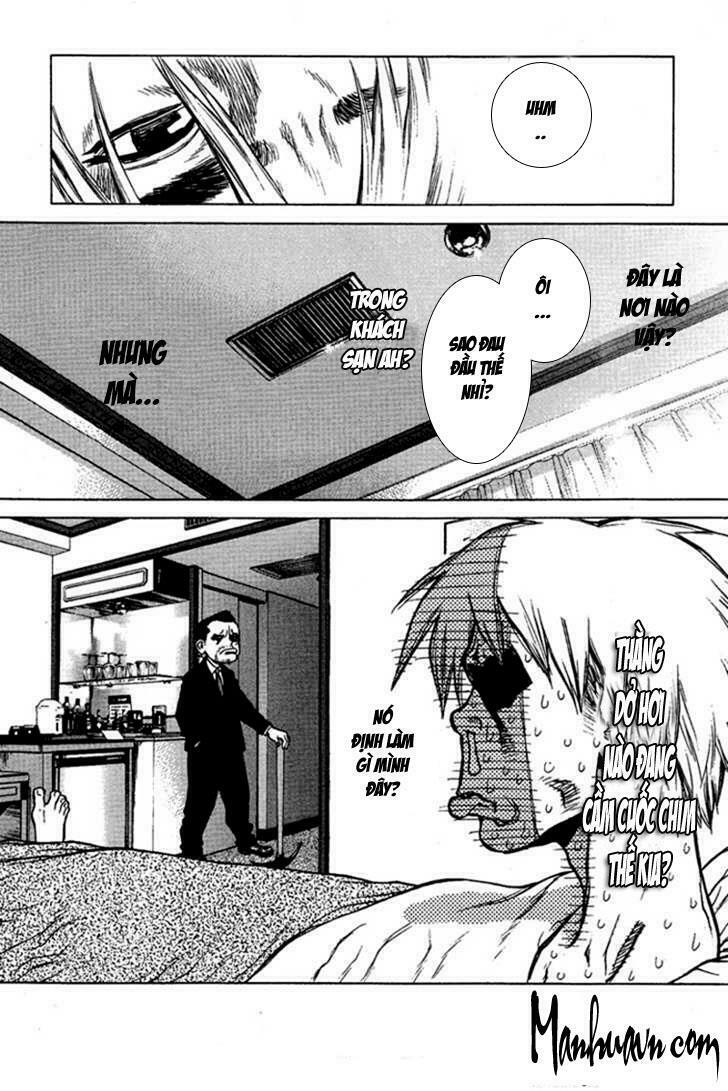 UHM
..
ĐÂY LÀ
NƠI NÀO
VẬY?
ÔI
...
SAO ĐAU
ĐẦU THẾ
NHỈ?
TRONG
KHÁCH
SẠN AH?
NHƯNG
MÀ...
THẰNG
DỞ HƠI
NÀO ĐANG
CẦM CUỐC CHIM
THẾ KIA?
NÓ
ĐỊNH LÀM
GÌ MÌNH
ĐÂY?
Manhuavn.com